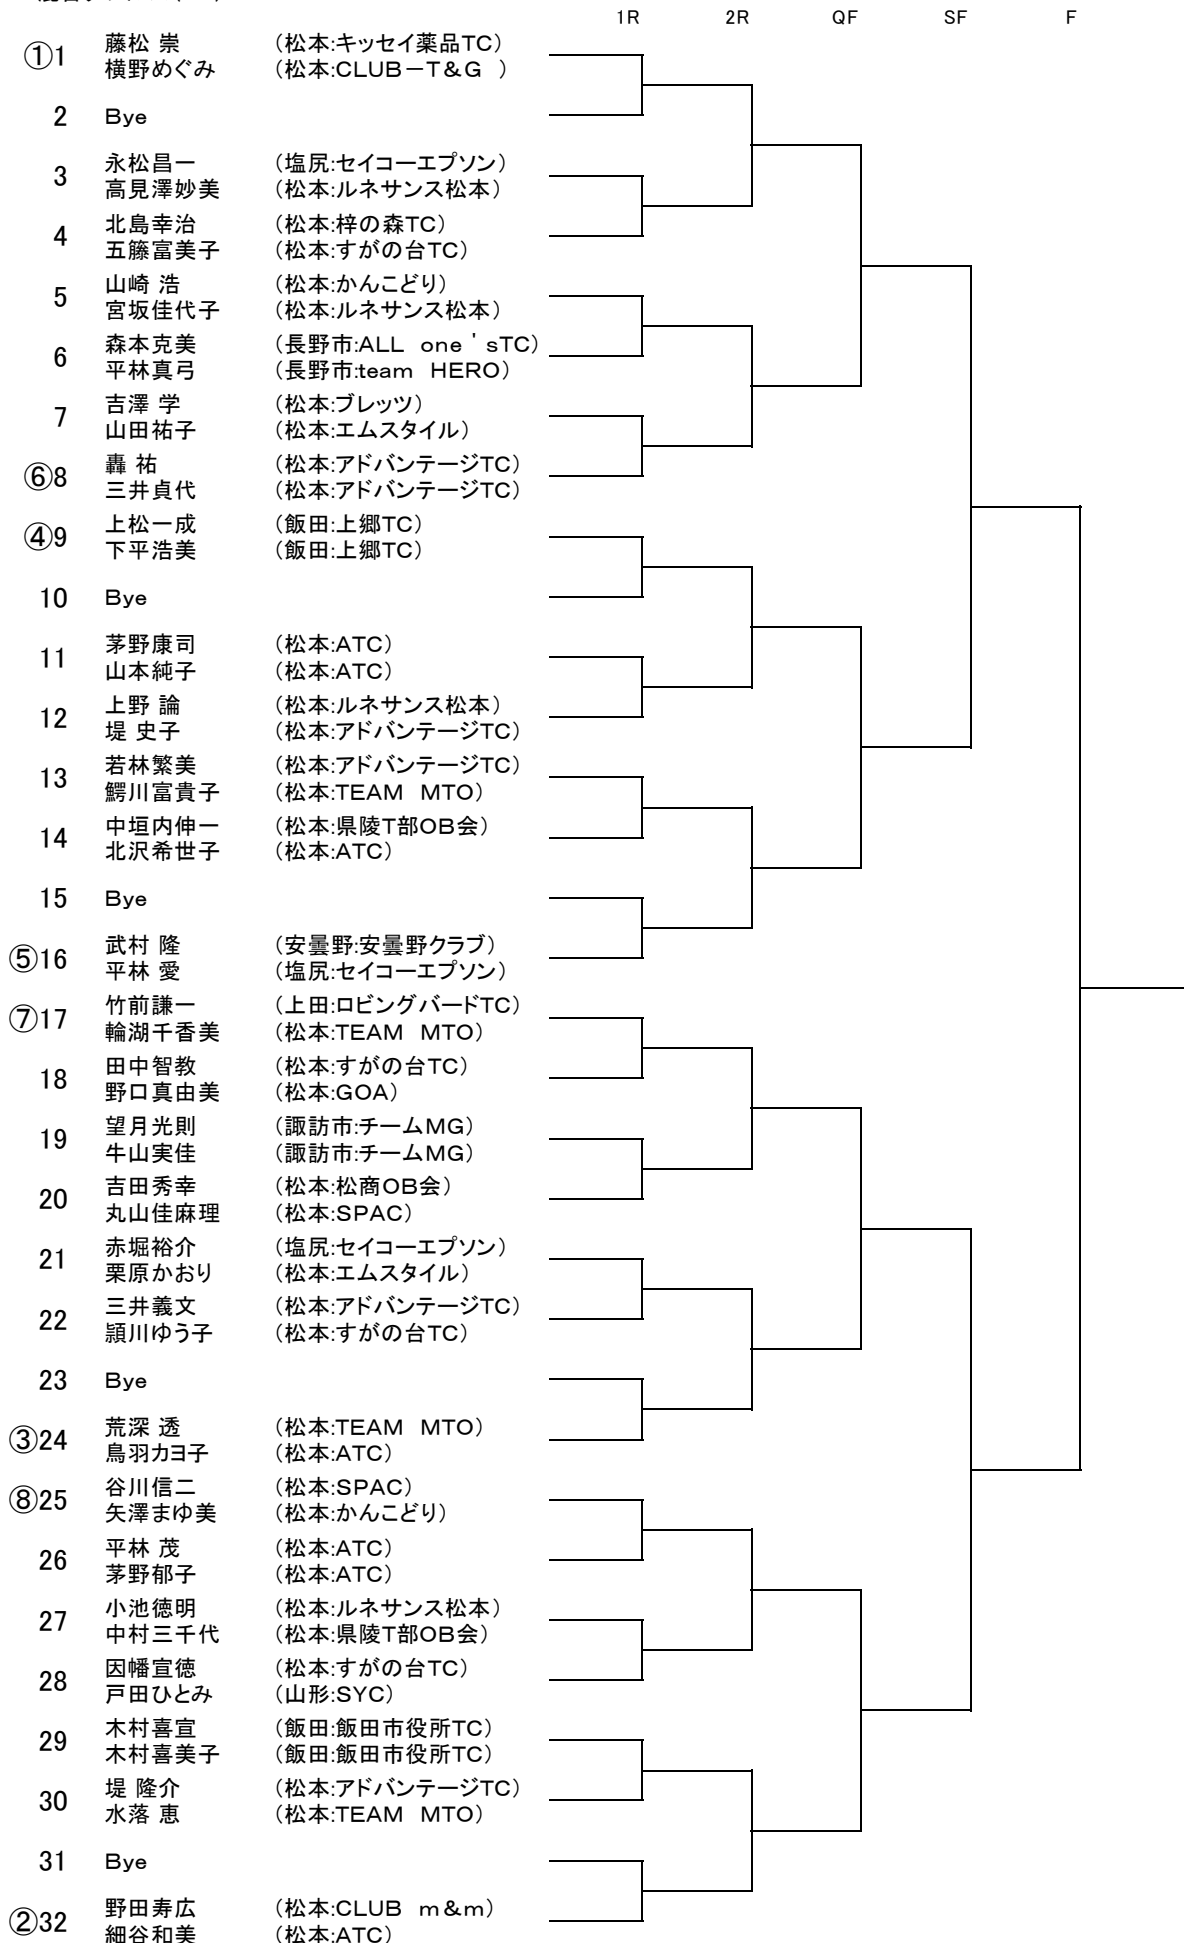 1R 2R QF SF F
①1 藤松 崇 (松本:キッセイ薬品TC)
横野めぐみ (松本:CLUB－T&G )
2 Bye
3 永松昌一 (塩尻:セイコーエプソン)
高見澤妙美 (松本:ルネサンス松本)
4 北島幸治 (松本:梓の森TC)
五籐富美子 (松本:すがの台TC)
5 山崎 浩 (松本:かんこどり)
宮坂佳代子 (松本:ルネサンス松本)
6 森本克美 (長野市:ALL one'sTC)
平林真弓 (長野市:team HERO)
7 吉澤 学 (松本:ブレッツ)
山田祐子 (松本:エムスタイル)
⑥8 轟 祐 (松本:アドバンテージTC)
三井貞代 (松本:アドバンテージTC)
④9 上松一成 (飯田:上郷TC)
下平浩美 (飯田:上郷TC)
10 Bye
11 茅野康司 (松本:ATC)
山本純子 (松本:ATC)
12 上野 論 (松本:ルネサンス松本)
堤 史子 (松本:アドバンテージTC)
13 若林繁美 (松本:アドバンテージTC)
鰐川富貴子 (松本:TEAM MTO)
14 中垣内伸一 (松本:県陵T部OB会)
北沢希世子 (松本:ATC)
15 Bye
⑤16 武村 隆 (安曇野:安曇野クラブ)
平林 愛 (塩尻:セイコーエプソン)
⑦17 竹前謙一 (上田:ロビングバードTC)
輪湖千香美 (松本:TEAM MTO)
18 田中智教 (松本:すがの台TC)
野口真由美 (松本:GOA)
19 望月光則 (諏訪市:チームMG)
牛山実佳 (諏訪市:チームMG)
20 吉田秀幸 (松本:松商OB会)
丸山佳麻理 (松本:SPAC)
21 赤堀裕介 (塩尻:セイコーエプソン)
栗原かおり (松本:エムスタイル)
22 三井義文 (松本:アドバンテージTC)
頴川ゆう子 (松本:すがの台TC)
23 Bye
③24 荒深 透 (松本:TEAM MTO)
鳥羽カヨ子 (松本:ATC)
⑧25 谷川信二 (松本:SPAC)
矢澤まゆ美 (松本:かんこどり)
26 平林 茂 (松本:ATC)
茅野郁子 (松本:ATC)
27 小池徳明 (松本:ルネサンス松本)
中村三千代 (松本:県陵T部OB会)
28 因幡宣徳 (松本:すがの台TC)
戸田ひとみ (山形:SYC)
29 木村喜宣 (飯田:飯田市役所TC)
木村喜美子 (飯田:飯田市役所TC)
30 堤 隆介 (松本:アドバンテージTC)
水落 恵 (松本:TEAM MTO)
31 Bye
②32 野田寿広 (松本:CLUB m&m)
細谷和美 (松本:ATC)